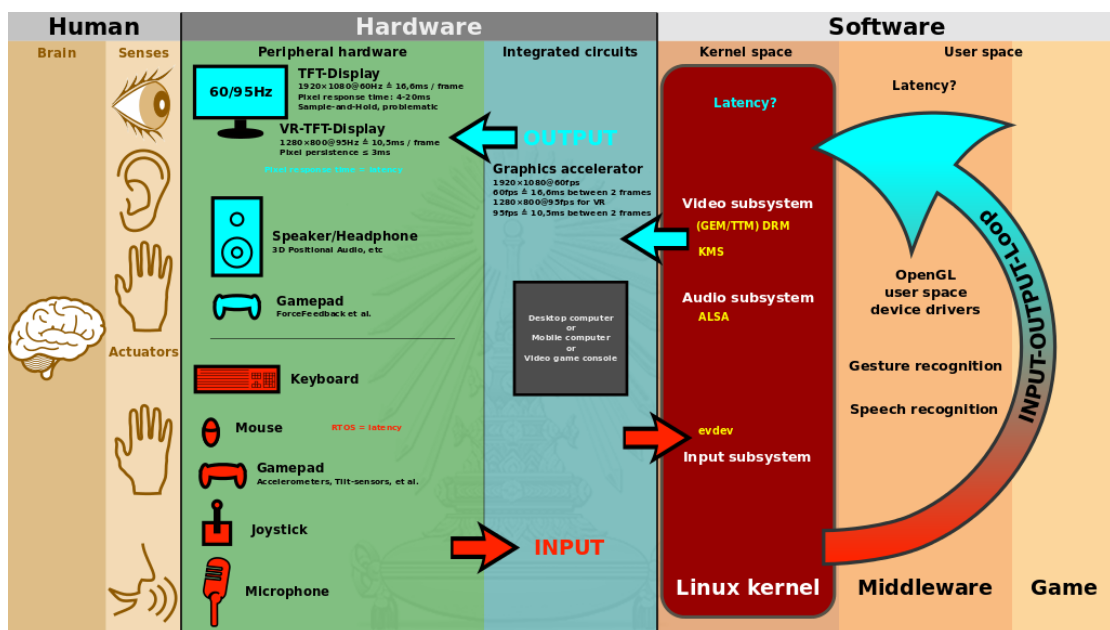 Human
Hardware
Software
Brain
Senses
Peripheral hardware
Integrated circuits
Kernel space
User space
60/95Hz
TFT-Display
1920×1080@60Hz ≙ 16,6ms / frame
Pixel response time: 4-20ms
Sample-and-Hold, problematic
VR-TFT-Display
1280×800@95Hz ≙ 10,5ms / frame
Pixel persistence ≤ 3ms
Pixel response time = latency
Speaker/Headphone
3D Positional Audio, etc
Gamepad
ForceFeedback et al.
Actuators
Keyboard
Mouse
RTOS = latency
Gamepad
Accelerometers, Tilt-sensors, et al.
Joystick
Microphone
OUTPUT
Graphics accelerator
1920×1080@60fps
60fps ≙ 16,6ms between 2 frames
1280×800@95fps for VR
95fps ≙ 10,5ms between 2 frames
Desktop computer
or
Mobile computer
or
Video game console
INPUT
Latency?
Video subsystem
(GEM/TTM) DRM
KMS
Audio subsystem
ALSA
evdev
Input subsystem
Linux kernel
Latency?
OpenGL
user space
device drivers
Gesture recognition
Speech recognition
INPUT-OUTPUT-Loop
Middleware
Game